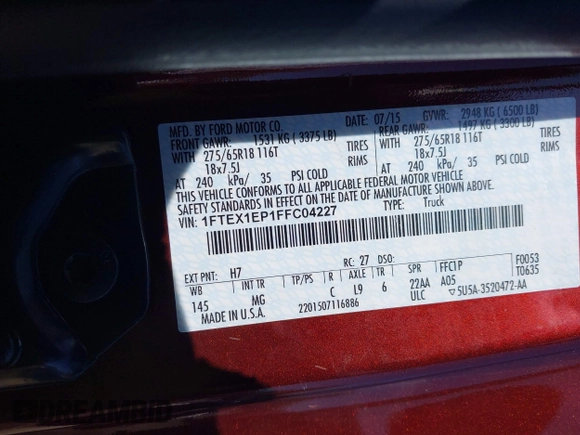 MFD. BY FORD MOTOR CO.
DATE: 07/15 GVWR: 2948 KG ( 6500 LB)
FRONT GAWR: 1531 KG ( 3375 LB) REAR GAWR: 1497 KG ( 3300 LB)
WITH 275/65R18 116T TIRES WITH 275/65R18 116T TIRES
18x7.5J RIMS 18x7.5J RIMS
AT 240 kPa/ 35 PSI COLD AT 240 kPa/ 35 PSI COLD
THIS VEHICLE CONFORMS TO ALL APPLICABLE FEDERAL MOTOR VEHICLE
SAFETY STANDARDS IN EFFECT ON THE DATE OF MANUFACTURE SHOWN ABOVE.
VIN: 1FTEX1EP1FFC04227 TYPE: Truck
EXT PNT: H7 RC: 27 DSO: F0053
WB INT TR TP/PS R AXLE TR SPR FFC1P T0635
145 MG C L9 6 22AA A05
MADE IN U.S.A. 2201507116886 ULC ▽5U5A-3520472-AA
DREAMBID